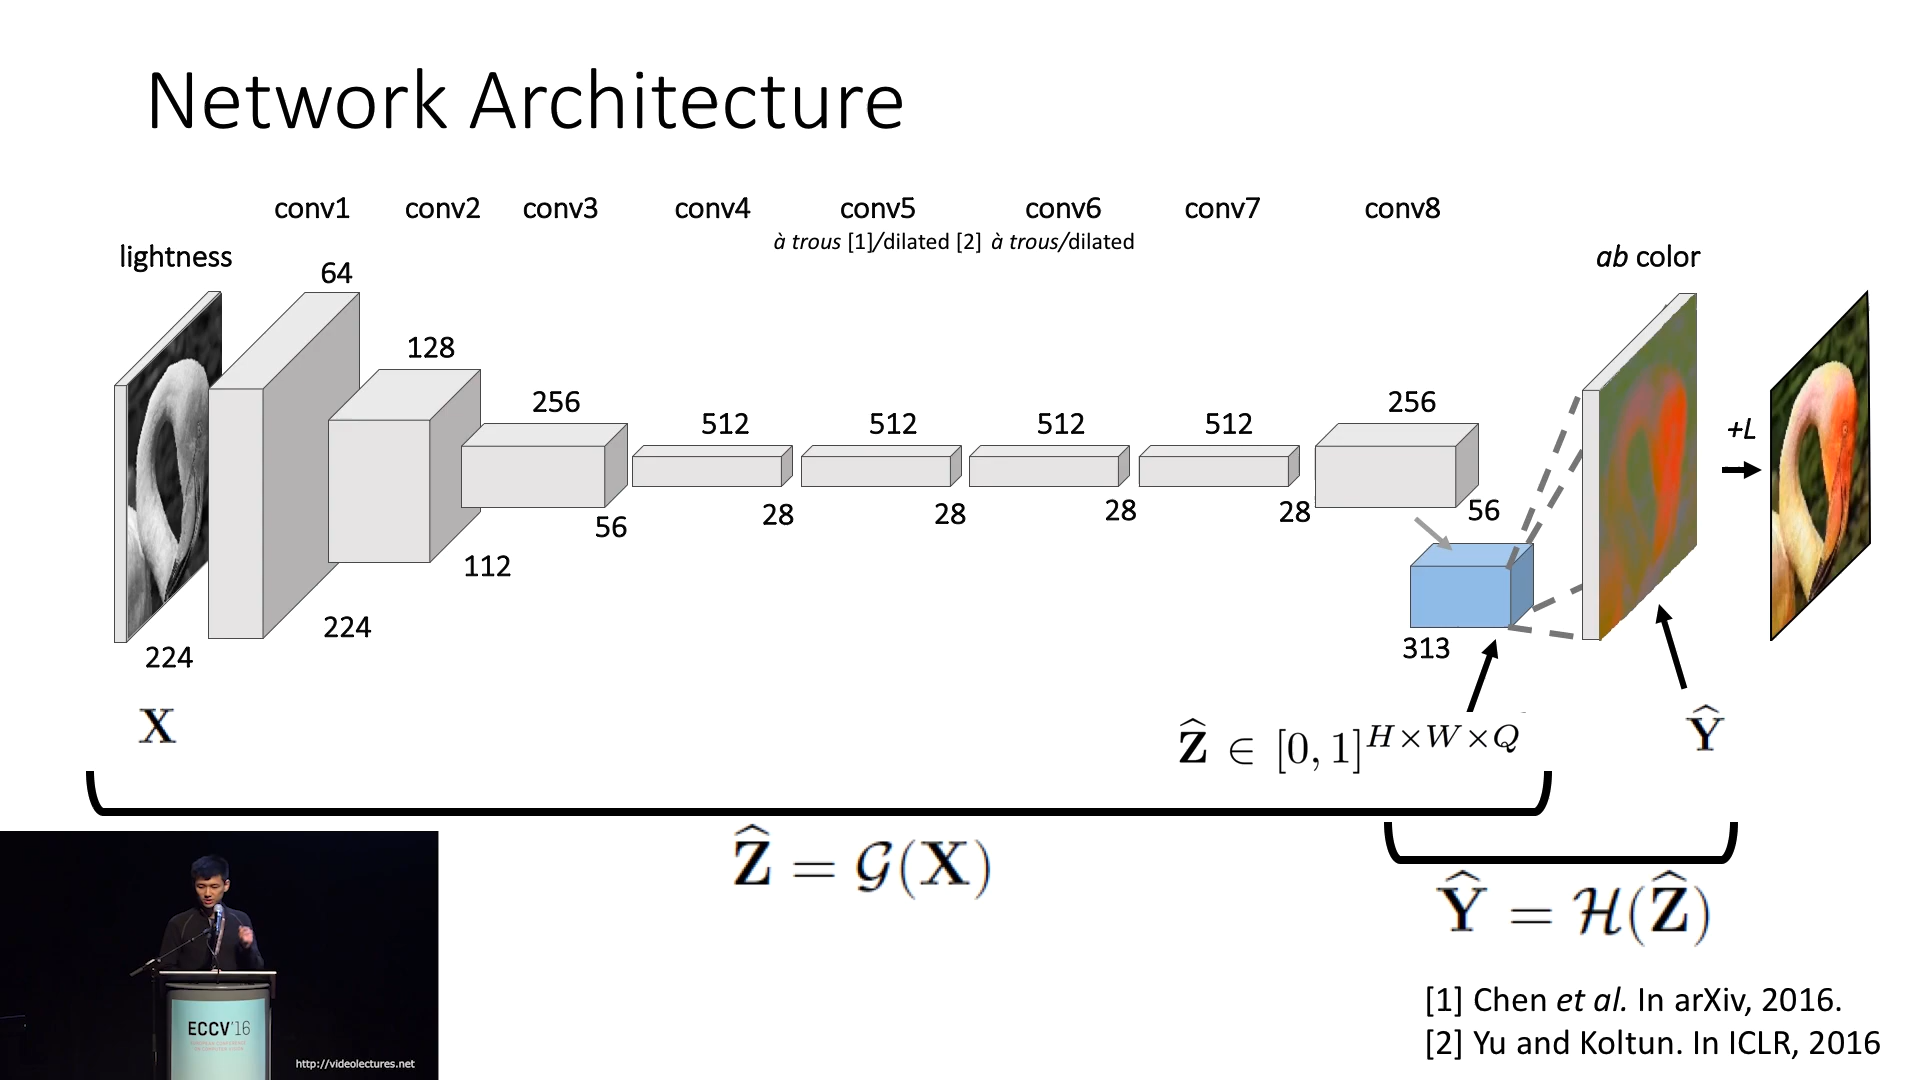 Network Architecture
conv1 conv2 conv3 conv4 conv5 conv6 conv7 conv8
à trous [1]/dilated [2] à trous/dilated
lightness
ab color
64
128
256
512 512 512 512
256
+L
28 28 28 28
56
56
112
224
224
313
X
Ẑ ∈ [0, 1]^{H×W×Q}
Ŷ
Ẑ = 𝒢(X)
Ŷ = ℋ(Ẑ)
[1] Chen et al. In arXiv, 2016.
[2] Yu and Koltun. In ICLR, 2016
ECCV'16
http://videolectures.net